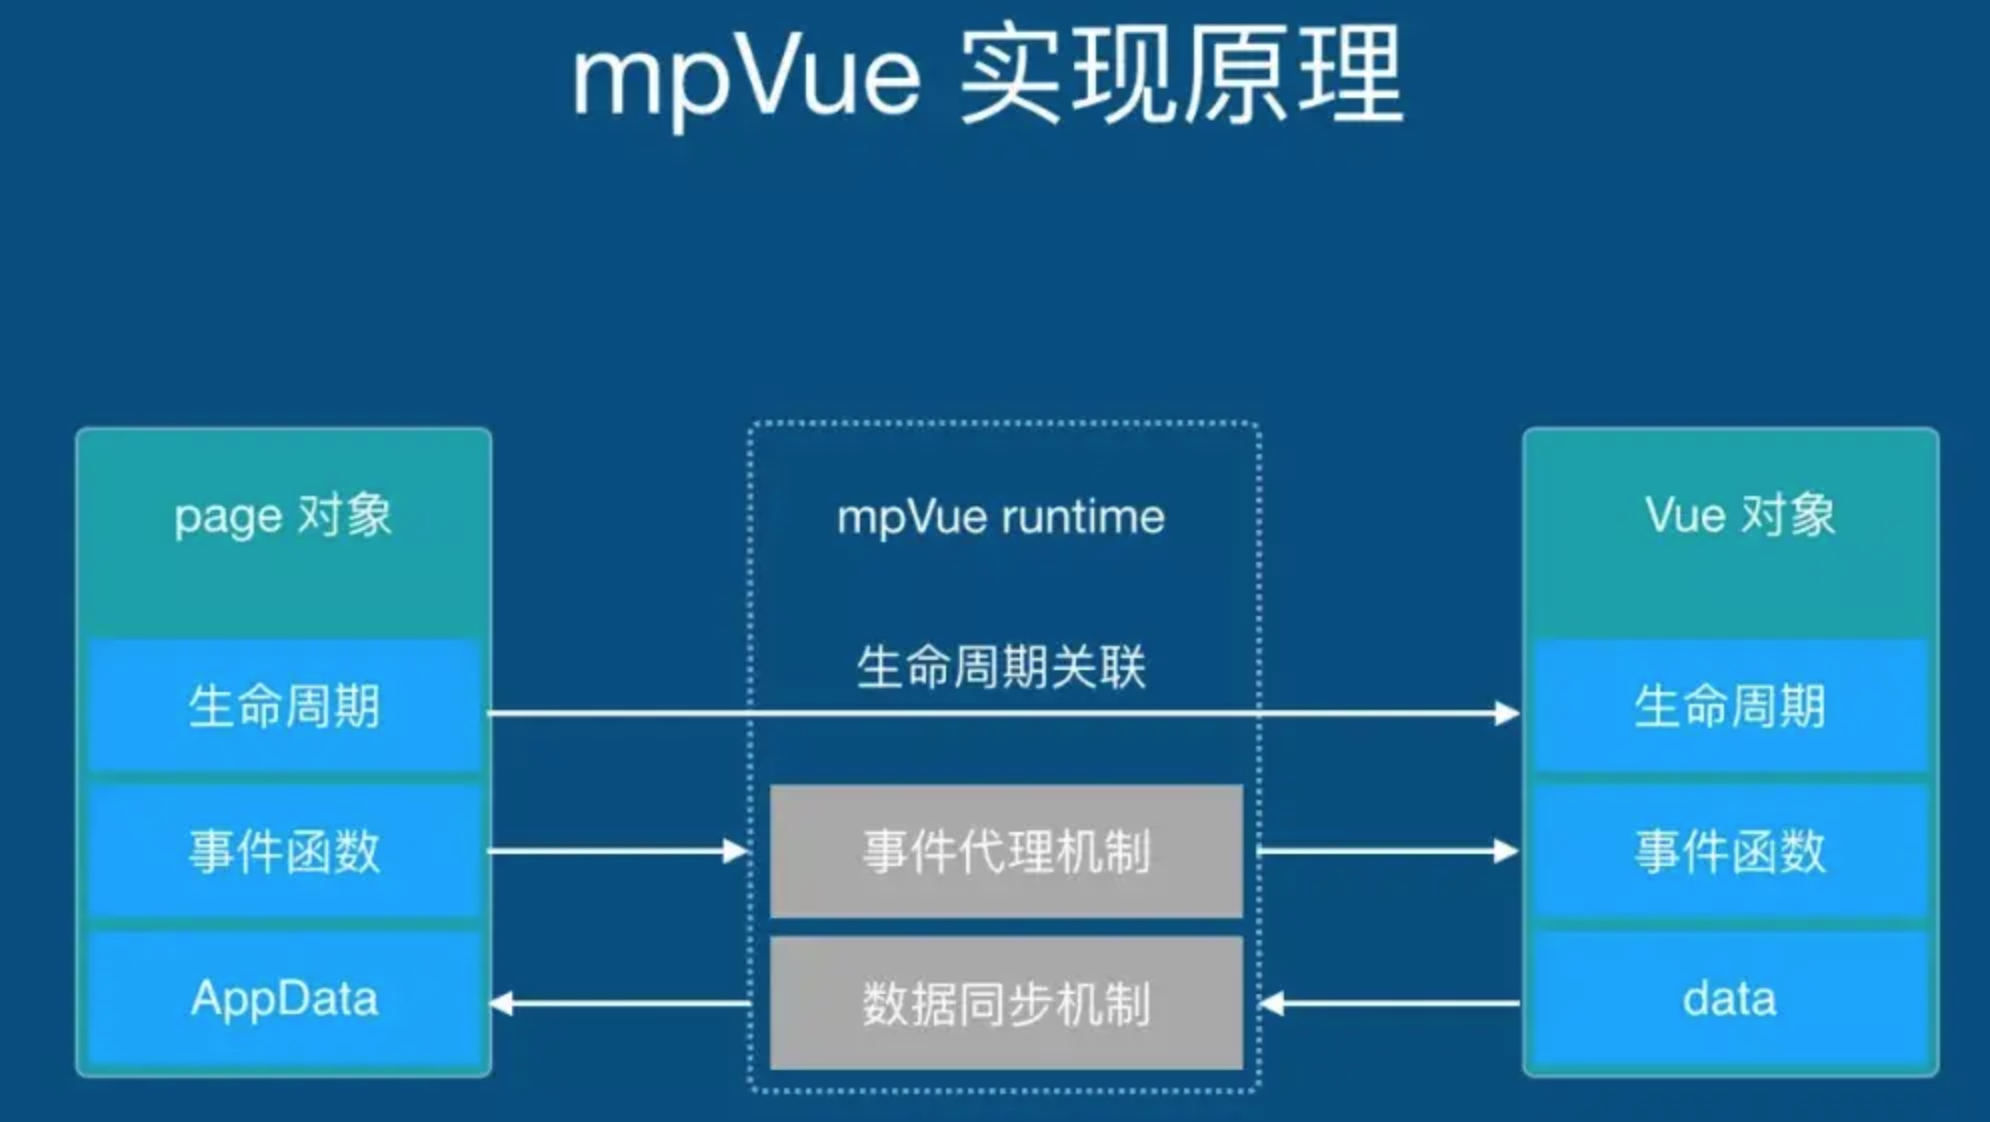 mpVue 实现原理
page 对象
mpVue runtime
Vue 对象
生命周期
生命周期关联
生命周期
事件函数
事件代理机制
事件函数
AppData
数据同步机制
data